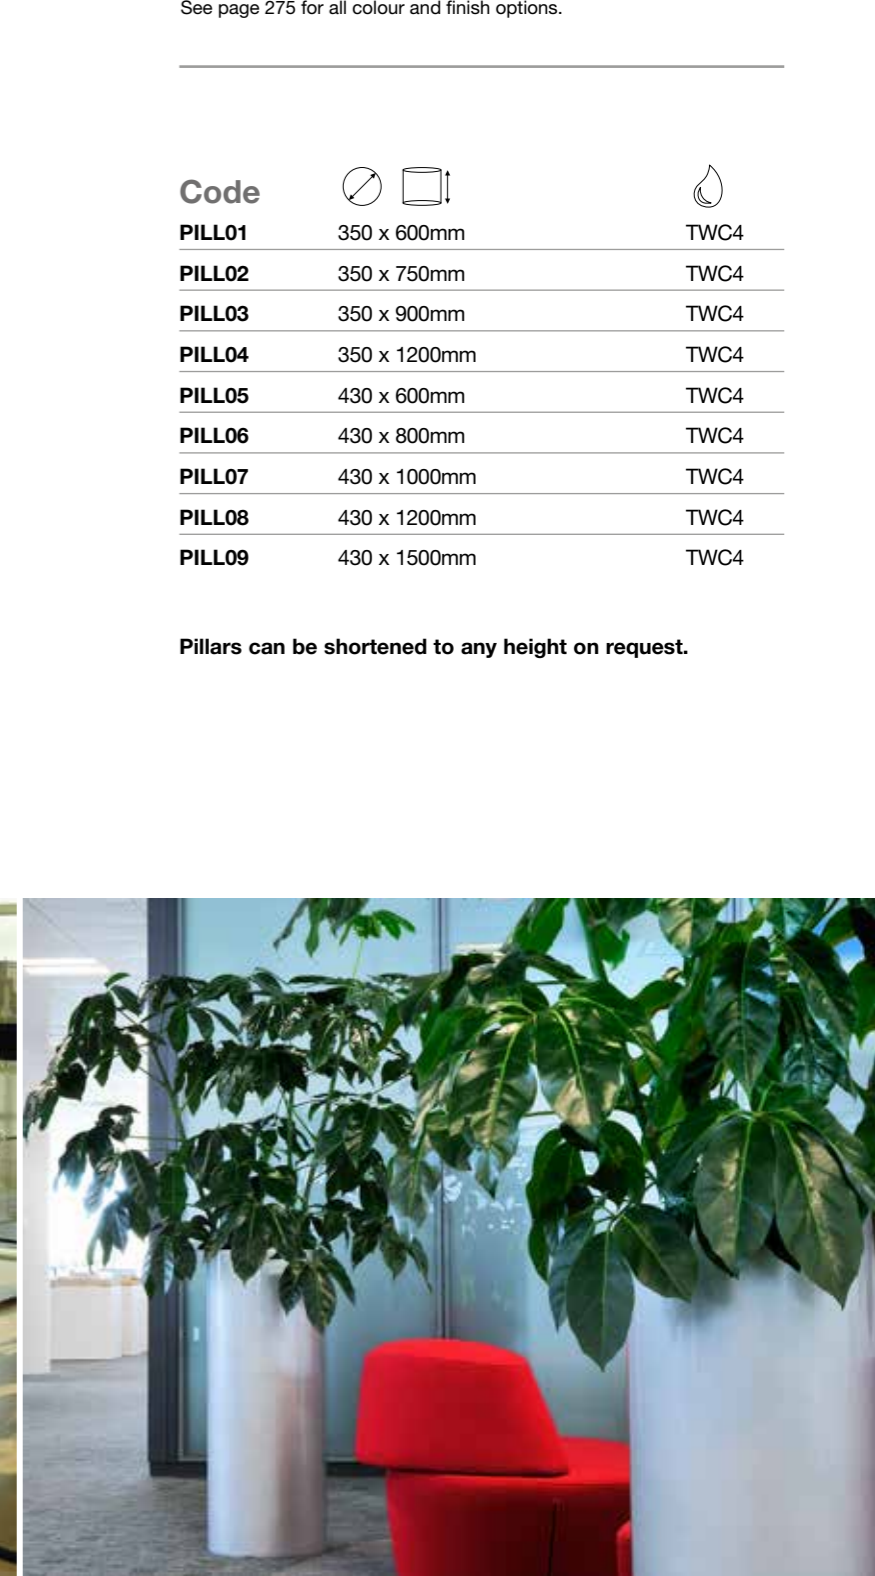 See page 275 for all colour and finish options.
Code
PILL01 350 x 600mm TWC4
PILL02 350 x 750mm TWC4
PILL03 350 x 900mm TWC4
PILL04 350 x 1200mm TWC4
PILL05 430 x 600mm TWC4
PILL06 430 x 800mm TWC4
PILL07 430 x 1000mm TWC4
PILL08 430 x 1200mm TWC4
PILL09 430 x 1500mm TWC4
Pillars can be shortened to any height on request.